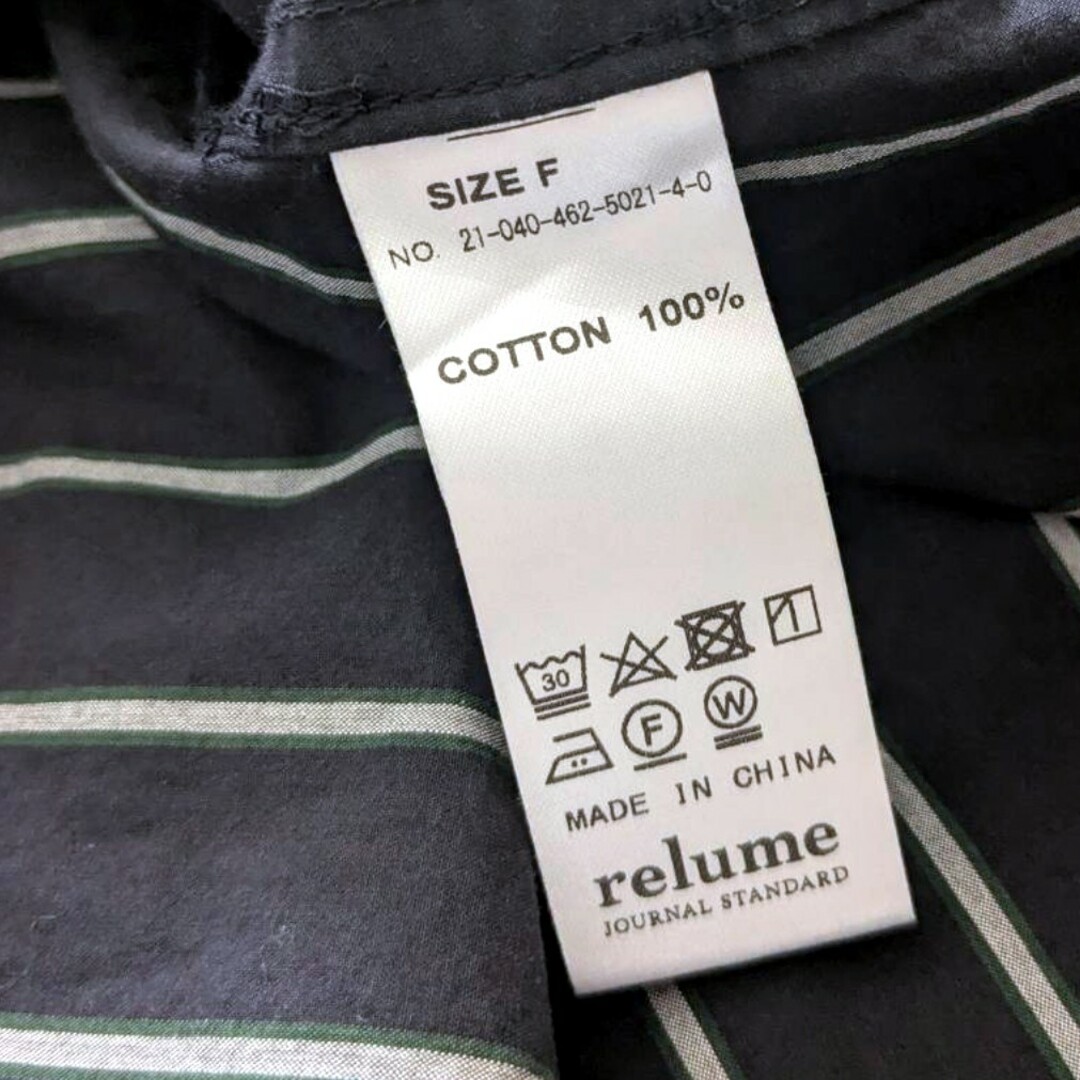 SIZE F
NO. 21-040-462-5021-4-0
COTTON 100%
30
F W
MADE IN CHINA
relume
JOURNAL STANDARD